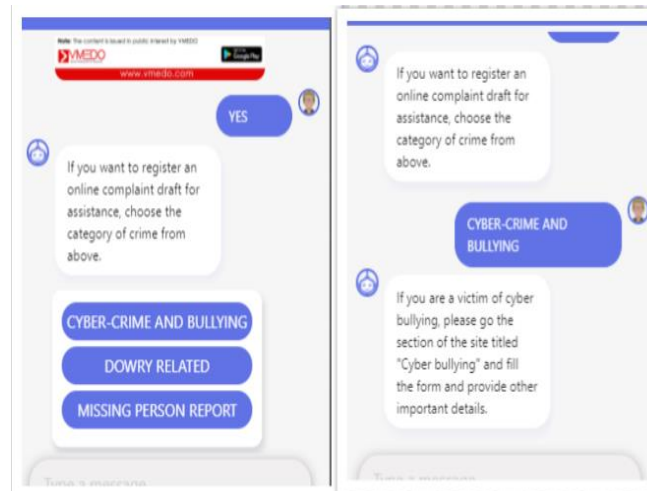 Note: The content is issued in public interest by VMEDO
VMEDO
Google Play
www.vmedo.com
YES
If you want to register an
online complaint draft for
assistance, choose the
category of crime from
above.
CYBER-CRIME AND BULLYING
DOWRY RELATED
MISSING PERSON REPORT
Type a message
If you want to register an
online complaint draft for
assistance, choose the
category of crime from
above.
CYBER-CRIME AND
BULLYING
If you are a victim of cyber
bullying, please go the
section of the site titled
"Cyber bullying" and fill
the form and provide other
important details.
Type a message